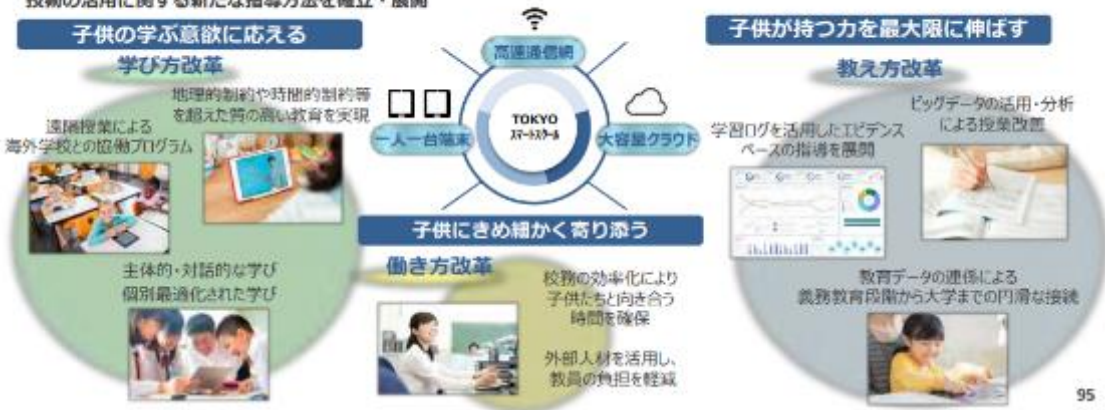 技術の活用に関する新たな指導方法を確立・展開
子供の学ぶ意欲に応える
学び方改革
地理的制約や時間的制約等
を超えた質の高い教育を実現
遠隔授業による
海外学校との協働プログラム
主体的・対話的な学び
個別最適化された学び
高速通信網
一人一台端末
TOKYO
スマートスクール
大容量クラウド
子供にきめ細かく寄り添う
働き方改革
校務の効率化により
子供たちと向き合う
時間を確保
外部人材を活用し、
教員の負担を軽減
子供が持つ力を最大限に伸ばす
教え方改革
ビッグデータの活用・分析
による授業改善
学習ログを活用したエビデンス
ベースの指導を展開
教育データの連係による
義務教育段階から大学までの円滑な接続
95